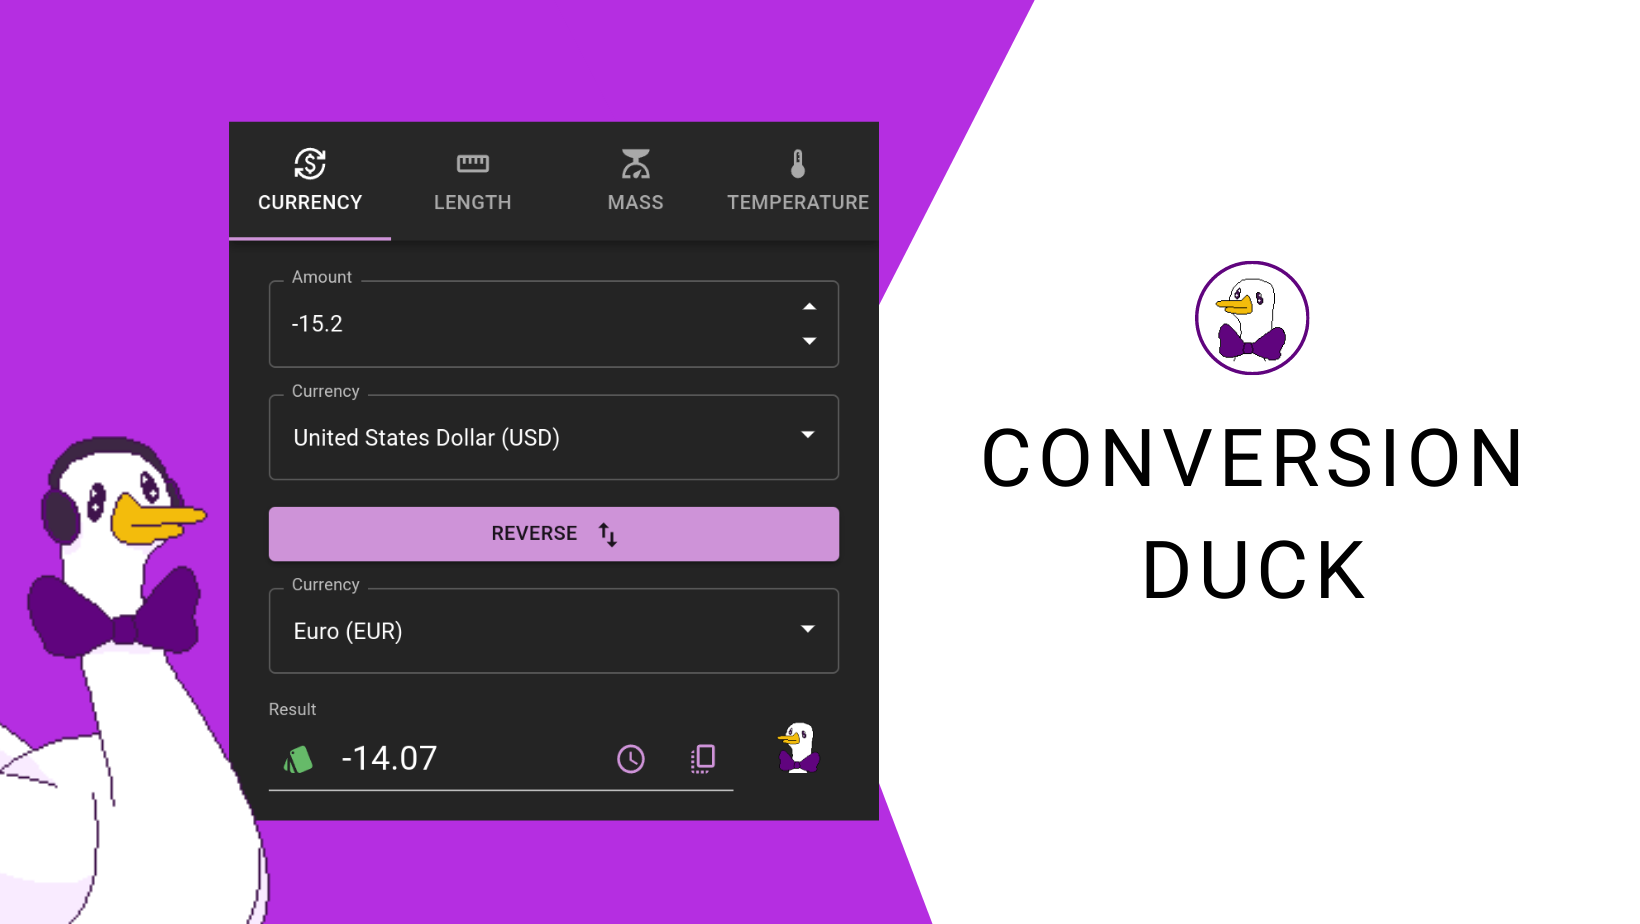 CURRENCY
LENGTH
MASS
TEMPERATURE
Amount
-15.2
Currency
United States Dollar (USD)
REVERSE
Currency
Euro (EUR)
Result
-14.07
CONVERSION
DUCK